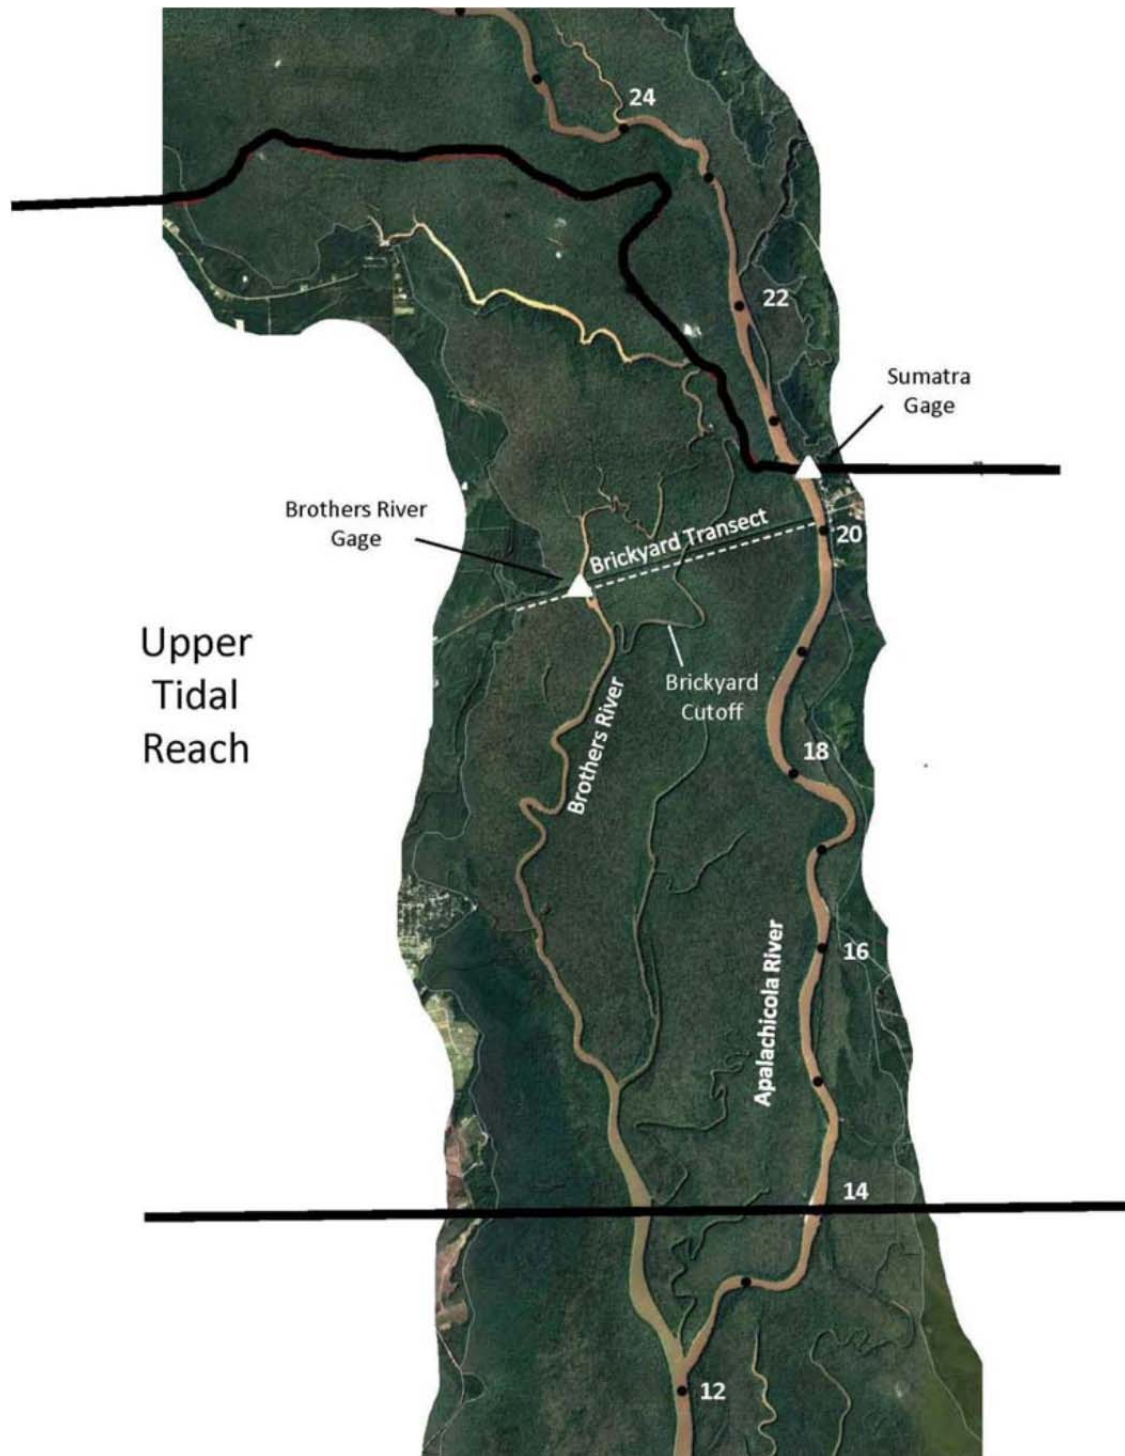 24
22
Sumatra
Gage
Brothers River
Gage
Brickyard Transect
20
Upper
Tidal
Reach
Brickyard
Cutoff
Brothers River
18
16
Apalachicola River
14
12